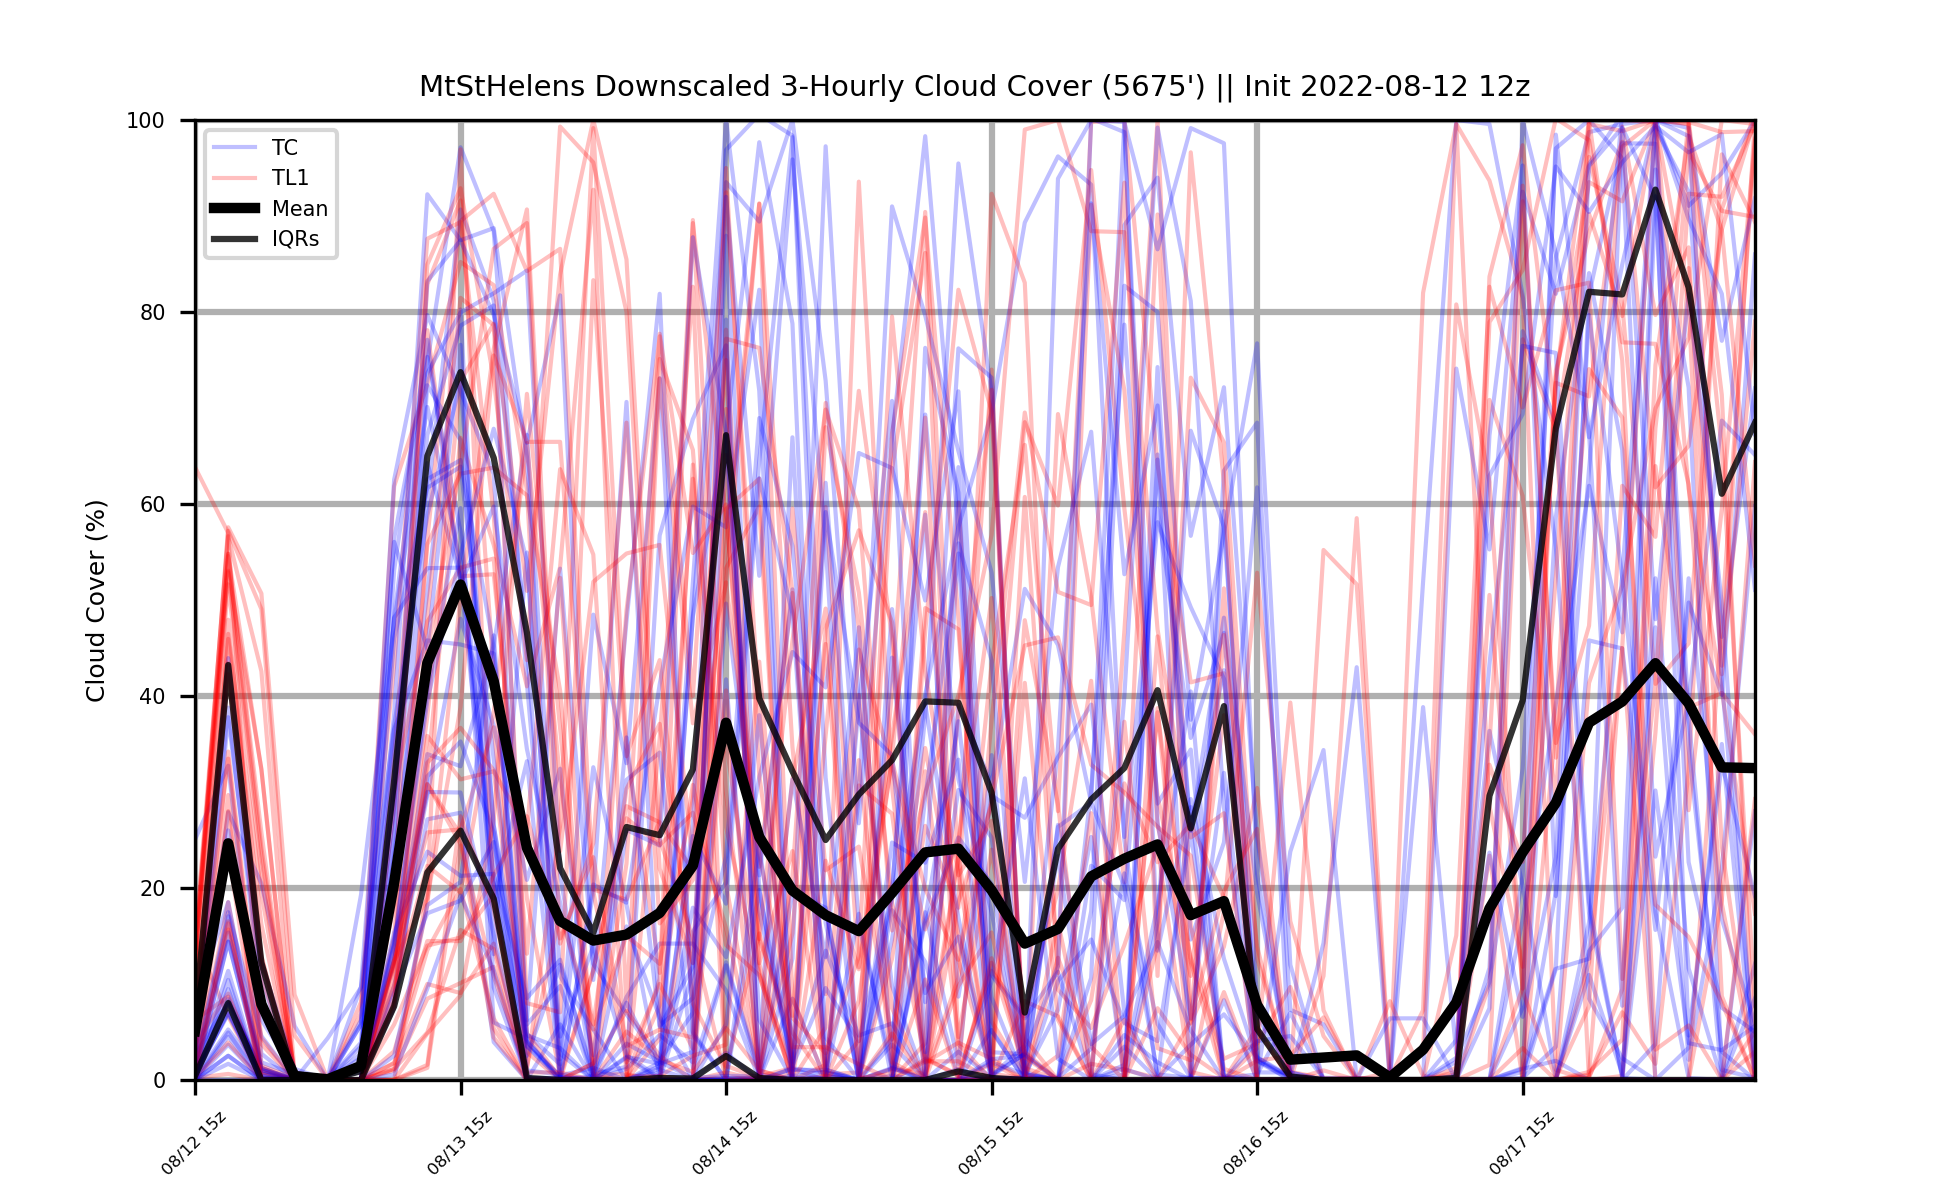 MtStHelens Downscaled 3-Hourly Cloud Cover (5675') || Init 2022-08-12 12z
100
80
60
40
20
0
Cloud Cover (%)
TC
TL1
Mean
IQRs
08/12 15z
08/13 15z
08/14 15z
08/15 15z
08/16 15z
08/17 15z